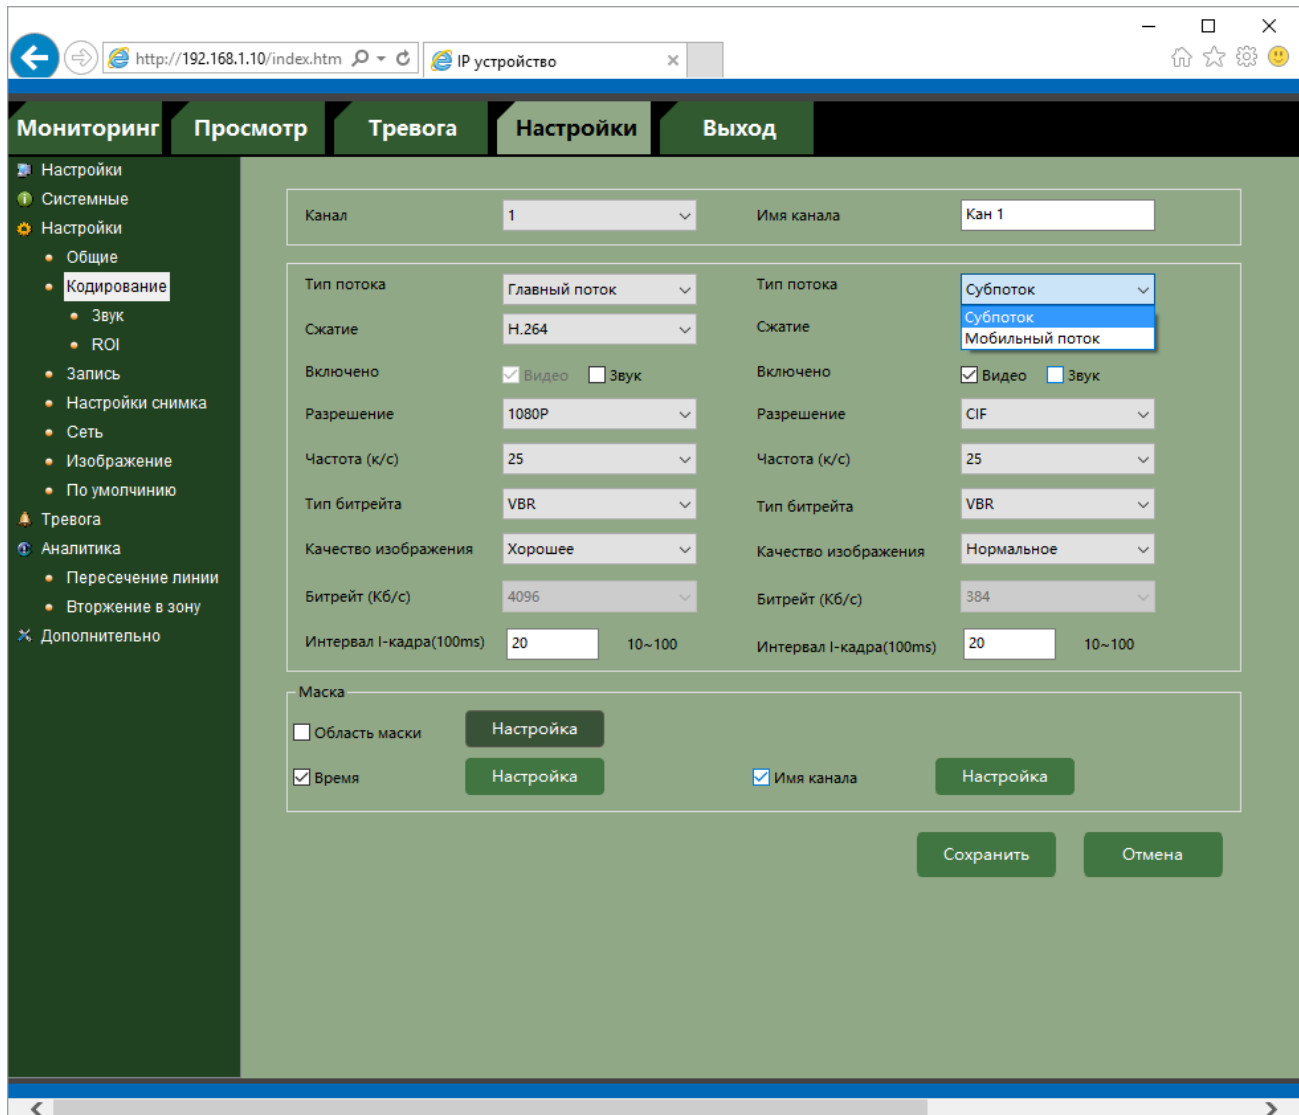 http://192.168.1.10/index.htm
IP устройство
Мониторинг Просмотр Тревога Настройки Выход
Настройки
Системные
Настройки
Общие
Кодирование
Звук
ROI
Запись
Настройки снимка
Сеть
Изображение
По умолчинию
Тревога
Аналитика
Пересечение линии
Вторжение в зону
Дополнительно
Канал 1 Имя канала Кан 1
Тип потока Главный поток Тип потока Субпоток
Субпоток
Мобильный поток
Сжатие H.264 Сжатие
Включено Видео Звук Включено Видео Звук
Разрешение 1080P Разрешение CIF
Частота (к/с) 25 Частота (к/с) 25
Тип битрейта VBR Тип битрейта VBR
Качество изображения Хорошее Качество изображения Нормальное
Битрейт (Кб/с) 4096 Битрейт (Кб/с) 384
Интервал I-кадра(100ms) 20 10~100 Интервал I-кадра(100ms) 20 10~100
Маска
Область маски Настройка
Время Настройка Имя канала Настройка
Сохранить Отмена